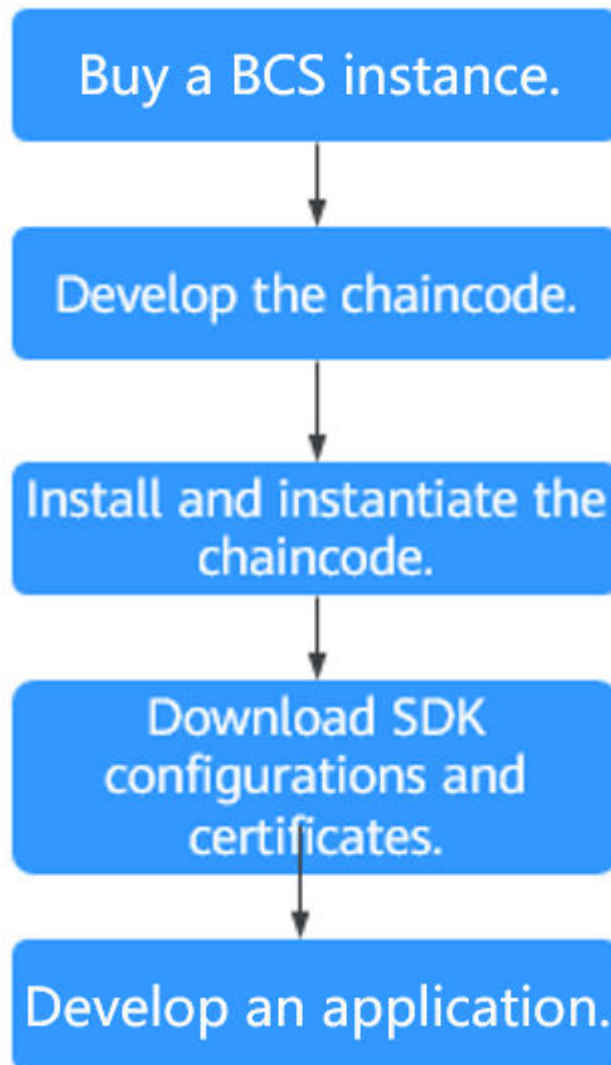 Buy a BCS instance.
Develop the chaincode.
Install and instantiate the
chaincode.
Download SDK
configurations and
certificates.
Develop an application.